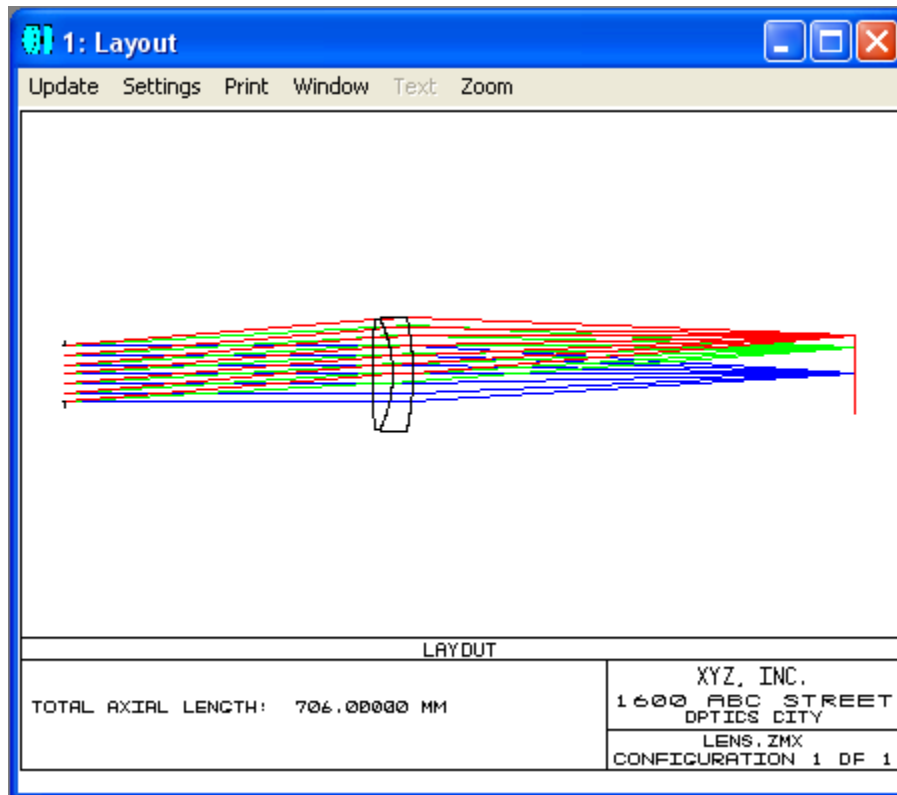 1: Layout
Update Settings Print Window Text Zoom
LAYOUT
TOTAL AXIAL LENGTH: 706.00000 MM
XYZ, INC.
1600 ABC STREET
OPTICS CITY
LENS.ZMX
CONFIGURATION 1 OF 1